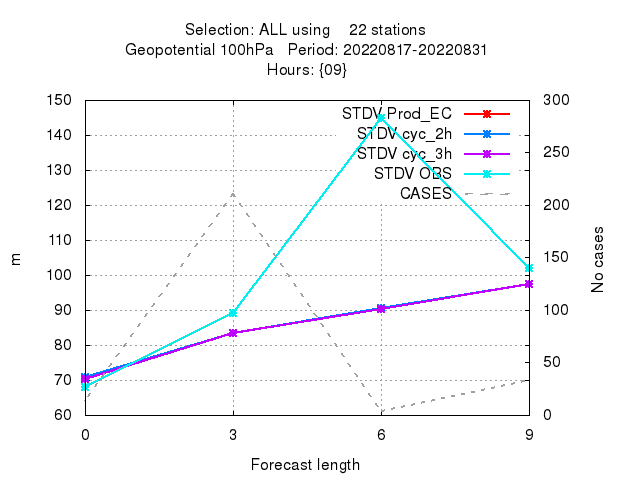 Selection: ALL using    22 stations
Geopotential 100hPa   Period: 20220817-20220831
Hours: {09}
150
140
130
120
110
100
90
80
70
60
300
250
200
150
100
50
0
STDV Prod_EC
STDV cyc_2h
STDV cyc_3h
STDV OBS
CASES
m
No cases
0 3 6 9
Forecast length